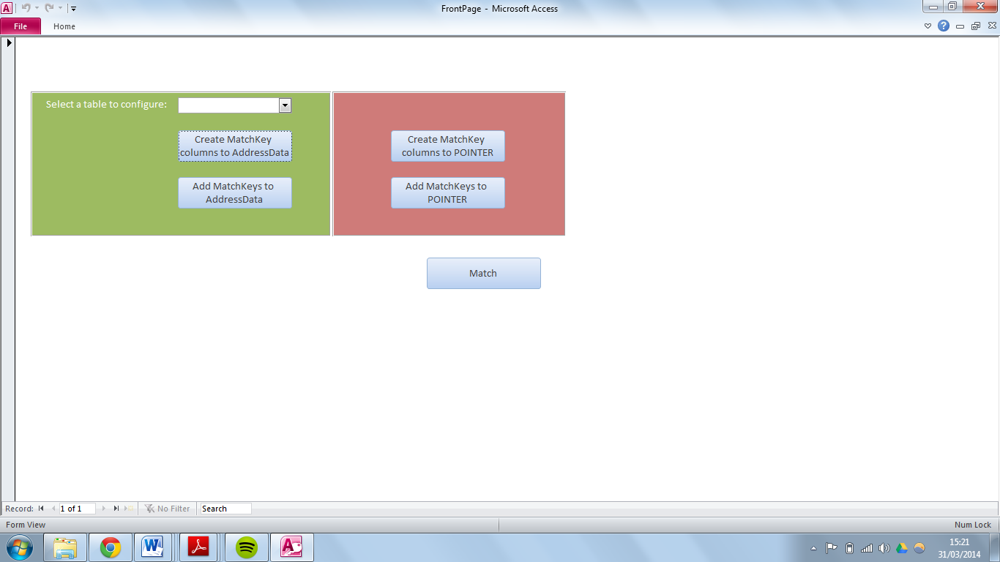 FrontPage - Microsoft Access
File Home
Select a table to configure:
Create MatchKey
columns to AddressData
Add MatchKeys to
AddressData
Create MatchKey
columns to POINTER
Add MatchKeys to
POINTER
Match
Record: 1 of 1 No Filter Search
Form View Num Lock
15:21
31/03/2014